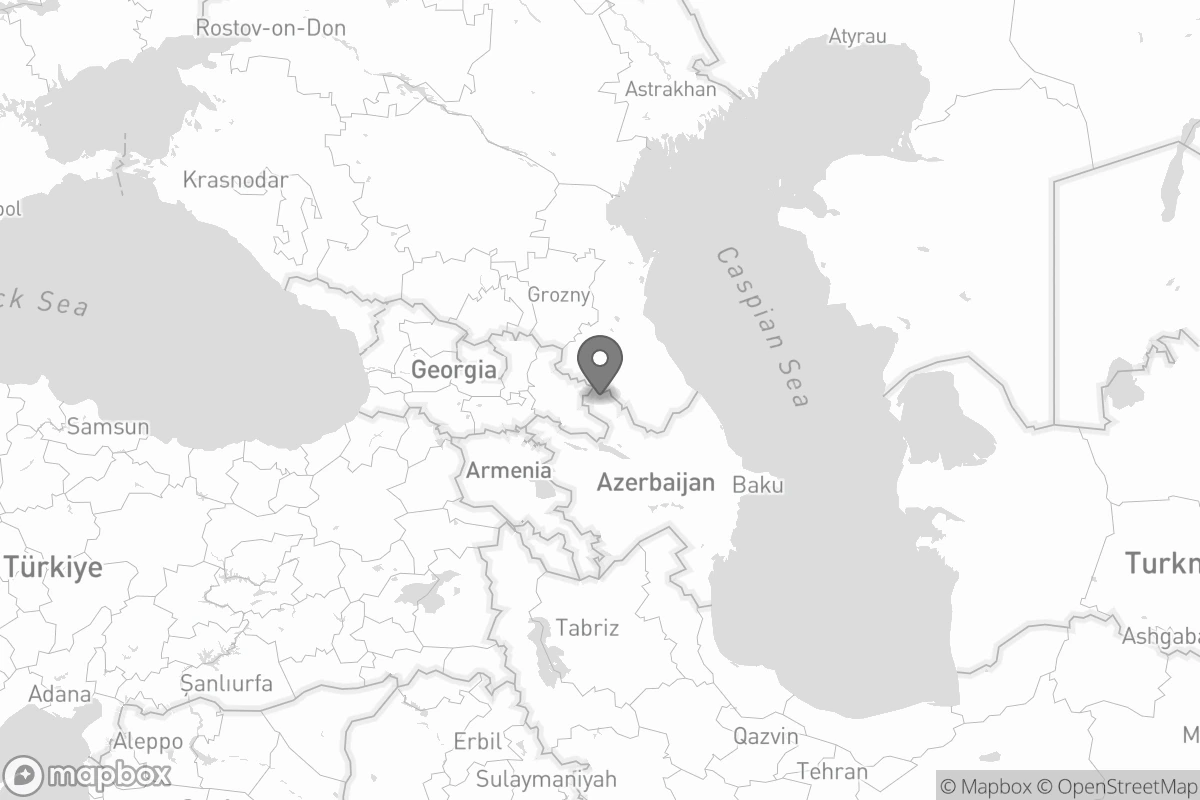 Rostov-on-Don
Atyrau
Astrakhan
Krasnodar
ool
ck Sea
Grozny
Caspian Sea
Georgia
Samsun
Armenia
Azerbaijan
Baku
Türkiye
Turkm
Tabriz
Ashgaba
Şanlıurfa
Adana
Aleppo
Erbil
Qazvin
M
Tehran
Sulaymaniyah
mapbox
© Mapbox © OpenStreetMap